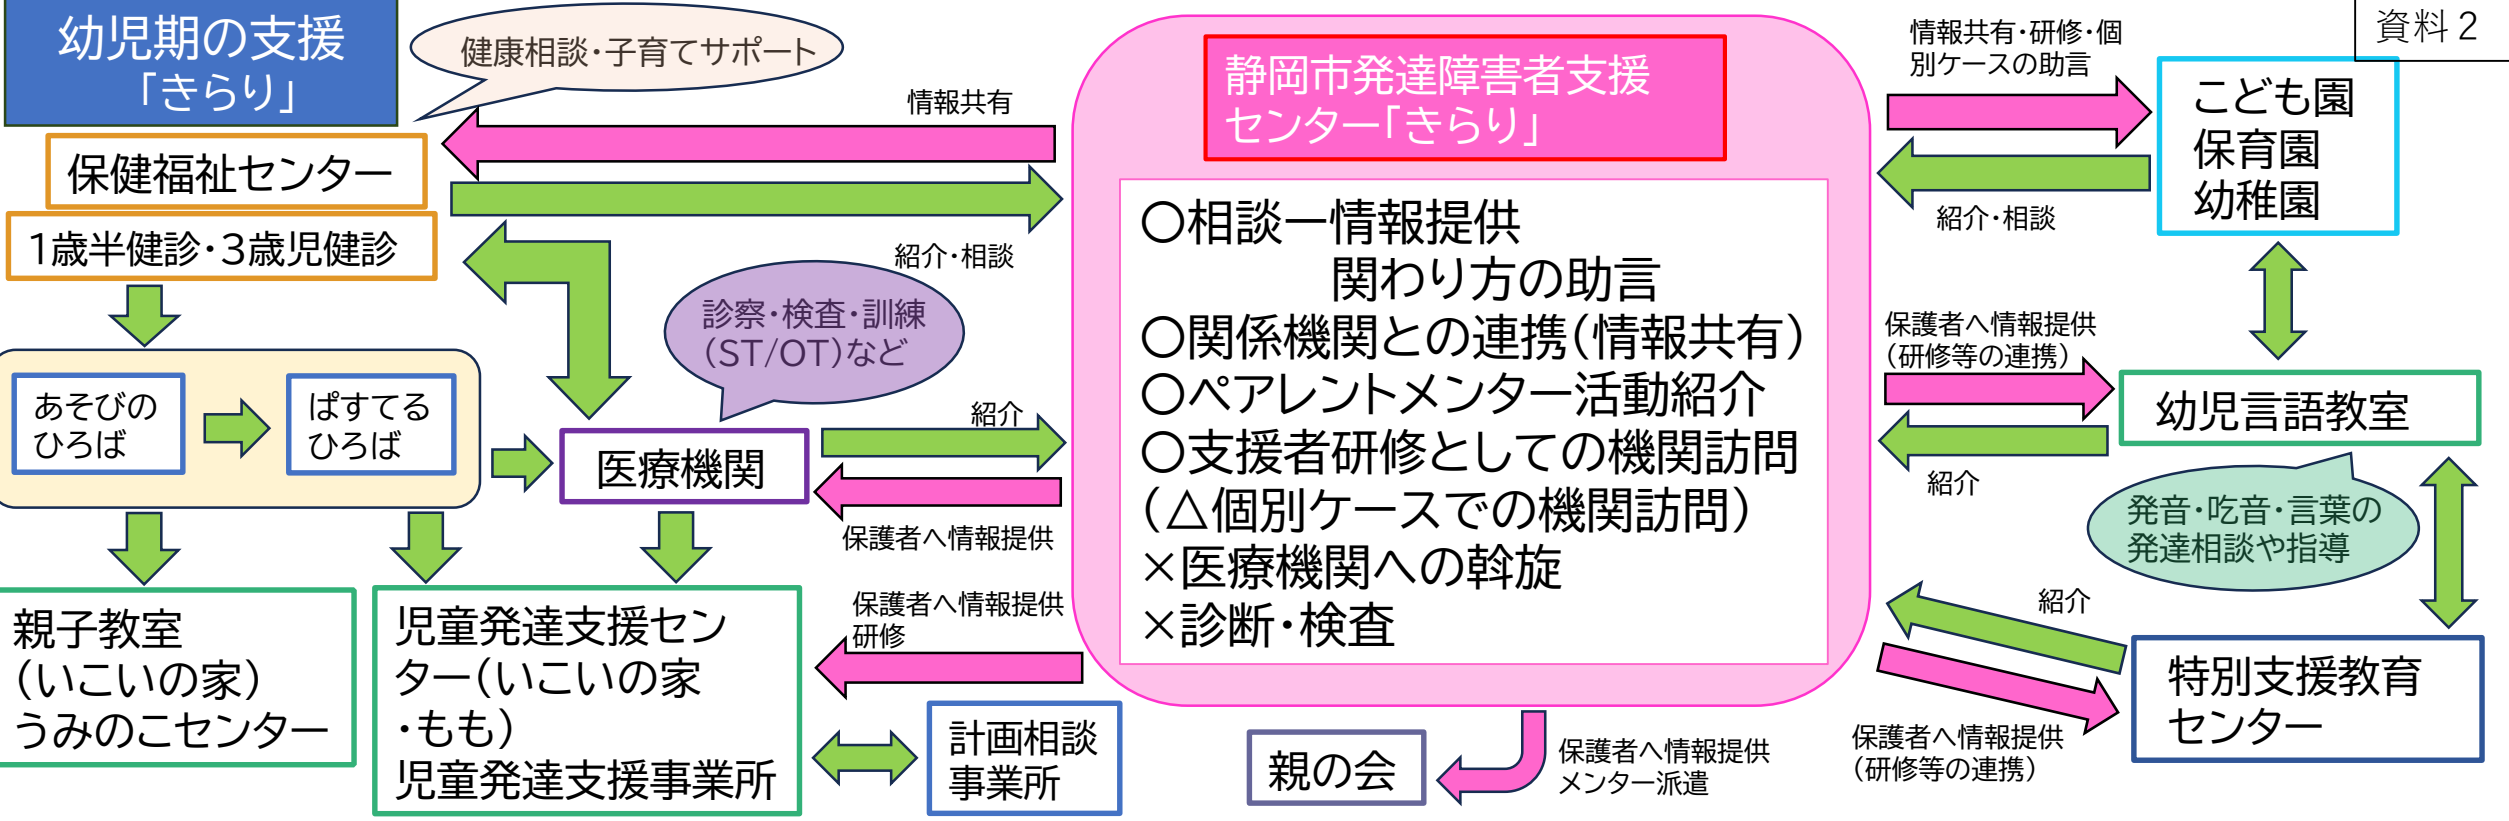 幼児期の支援
「きらり」
健康相談・子育てサポート
資料２
保健福祉センター
1歳半健診・3歳児健診
情報共有
紹介・相談
あそびの
ひろば
ぱすてる
ひろば
診察・検査・訓練
（ST/OT）など
医療機関
紹介
保護者へ情報提供
親子教室
（いこいの家）
うみのこセンター
児童発達支援セン
ター（いこいの家
・もも）
児童発達支援事業所
保護者へ情報提供
研修
計画相談
事業所
静岡市発達障害者支援
センター「きらり」
〇相談ー情報提供
関わり方の助言
〇関係機関との連携（情報共有）
〇ペアレントメンター活動紹介
〇支援者研修としての機関訪問
（△個別ケースでの機関訪問）
×医療機関への斡旋
×診断・検査
親の会
保護者へ情報提供
メンター派遣
情報共有・研修・個
別ケースの助言
紹介・相談
こども園
保育園
幼稚園
保護者へ情報提供
（研修等の連携）
紹介
幼児言語教室
発音・吃音・言葉の
発達相談や指導
紹介
保護者へ情報提供
（研修等の連携）
特別支援教育
センター